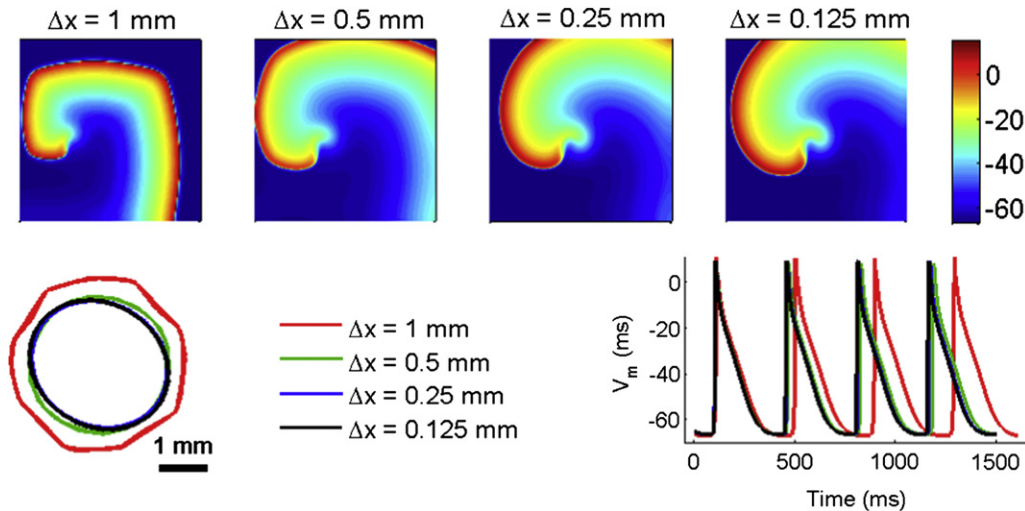 Δx = 1 mm
Δx = 0.5 mm
Δx = 0.25 mm
Δx = 0.125 mm
0
-20
-40
-60
1 mm
Δx = 1 mm
Δx = 0.5 mm
Δx = 0.25 mm
Δx = 0.125 mm
Vm (ms)
0
-20
-40
-60
0
500
1000
1500
Time (ms)